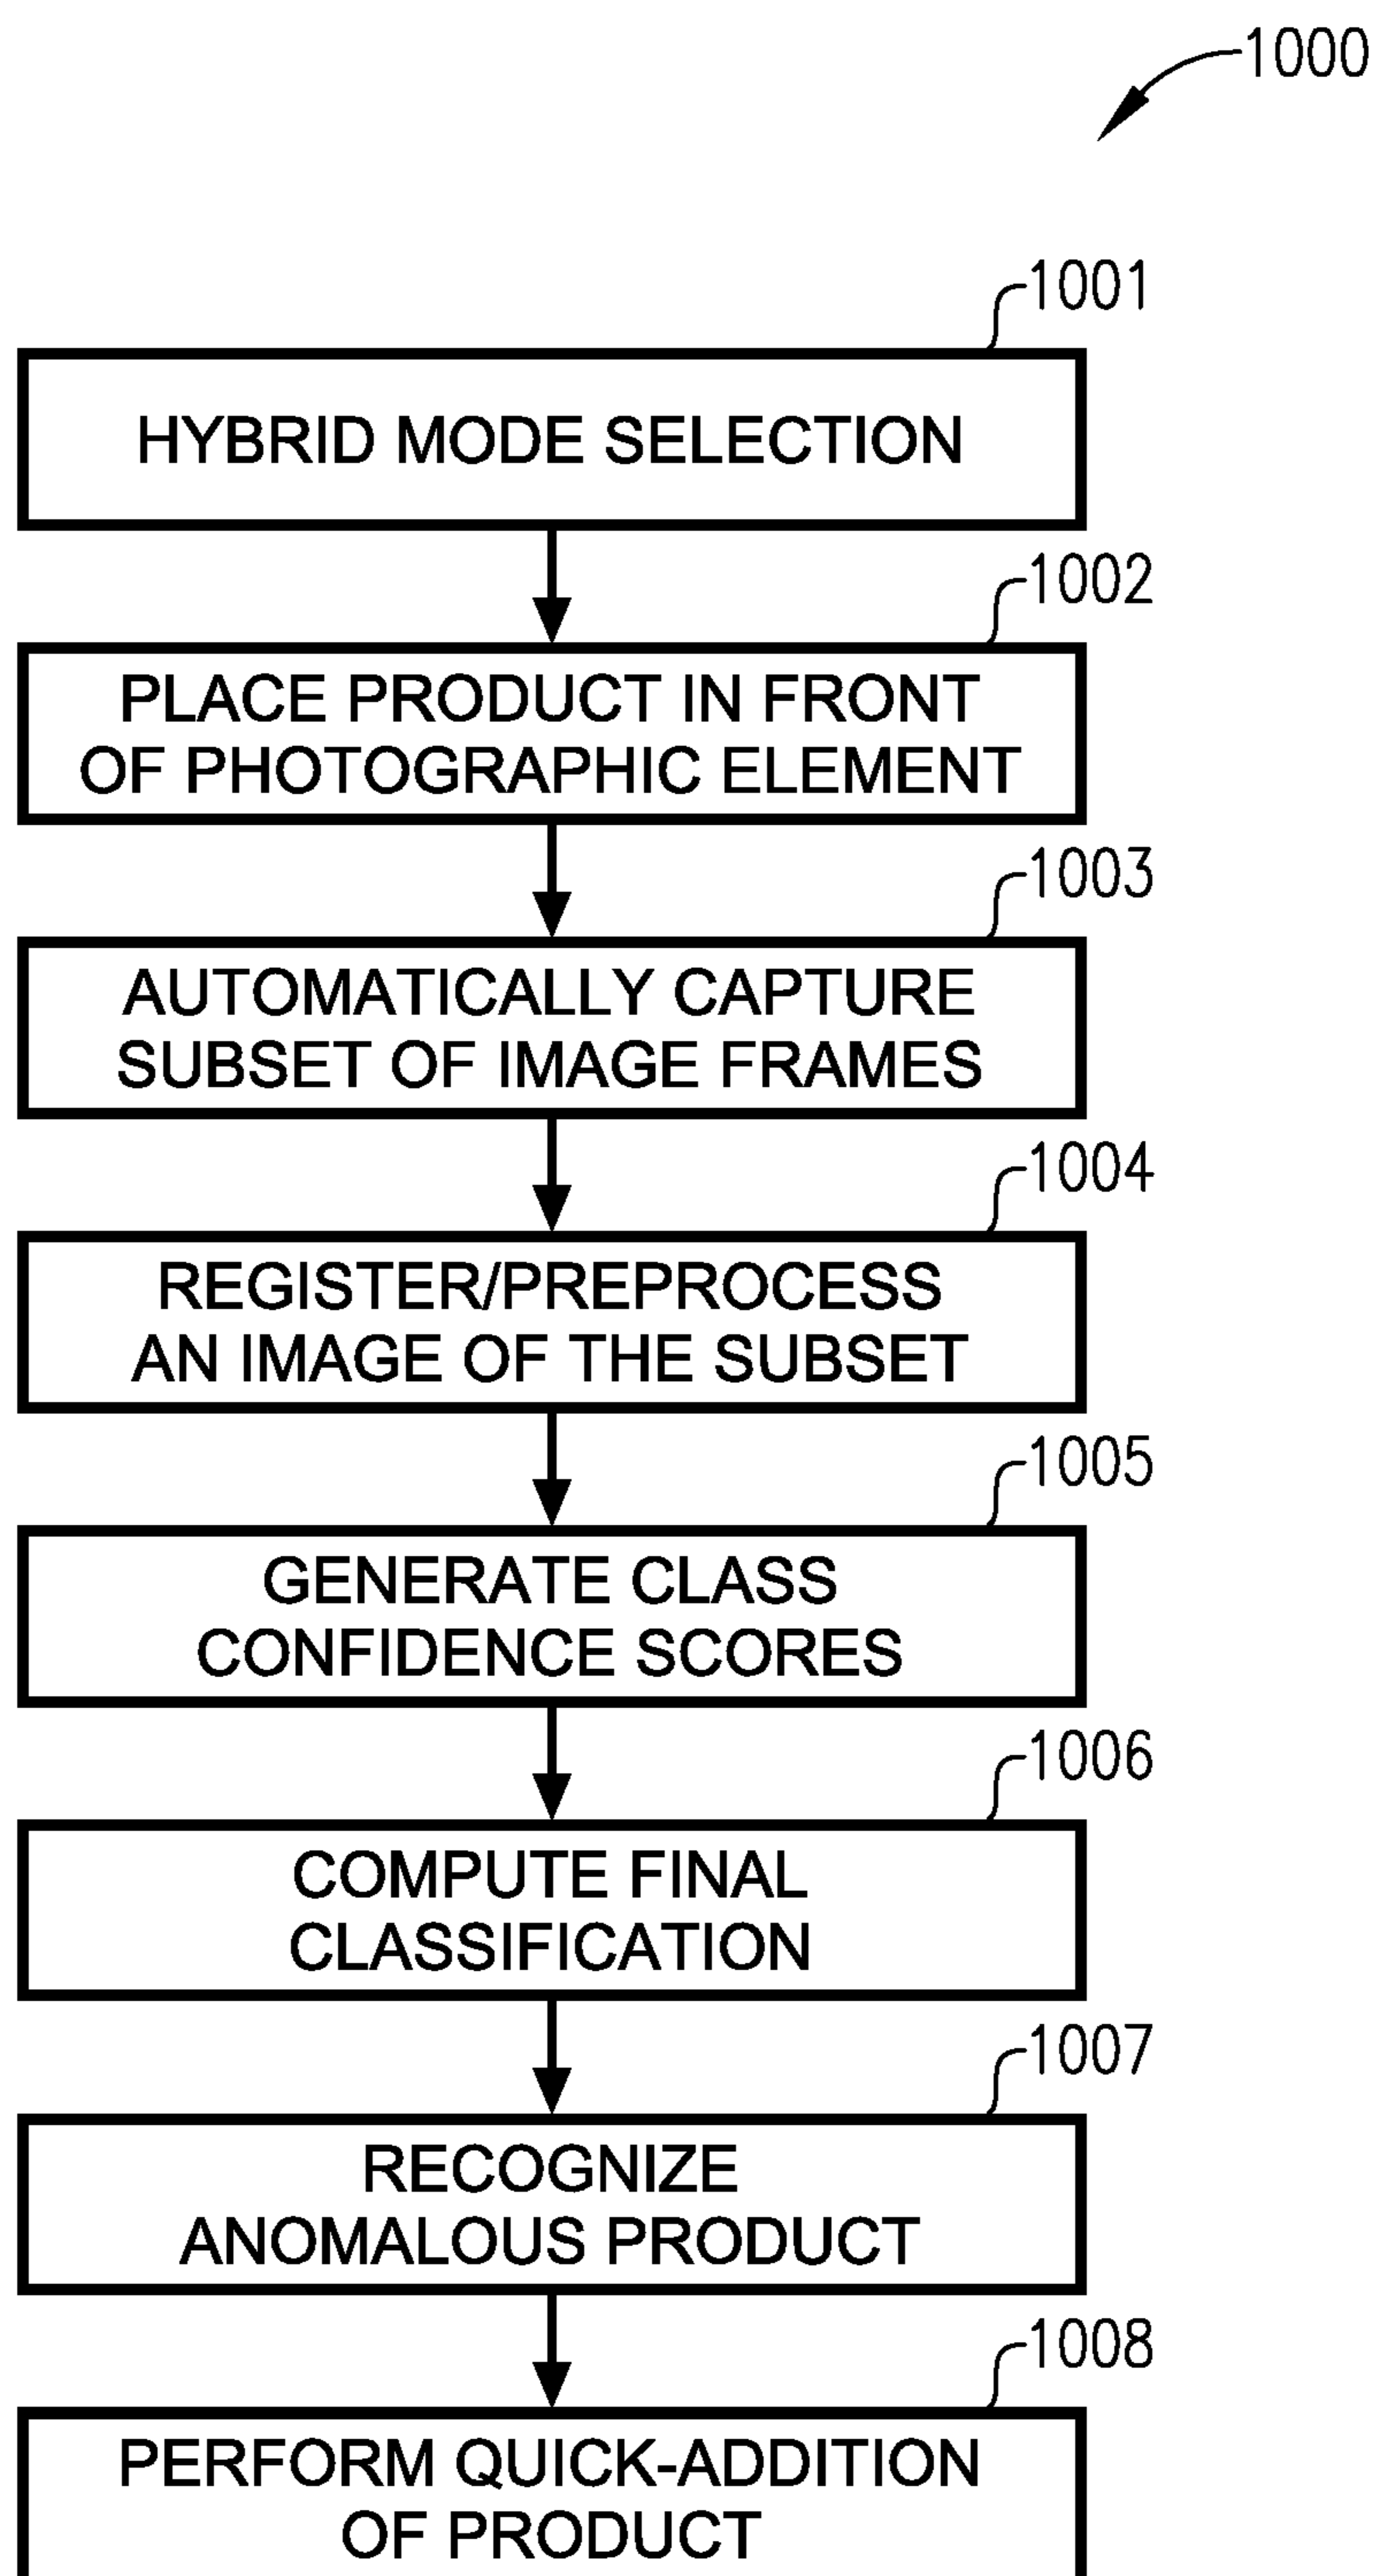 1000
1001
HYBRID MODE SELECTION
1002
PLACE PRODUCT IN FRONT
OF PHOTOGRAPHIC ELEMENT
1003
AUTOMATICALLY CAPTURE
SUBSET OF IMAGE FRAMES
1004
REGISTER/PREPROCESS
AN IMAGE OF THE SUBSET
1005
GENERATE CLASS
CONFIDENCE SCORES
1006
COMPUTE FINAL
CLASSIFICATION
1007
RECOGNIZE
ANOMALOUS PRODUCT
1008
PERFORM QUICK-ADDITION
OF PRODUCT